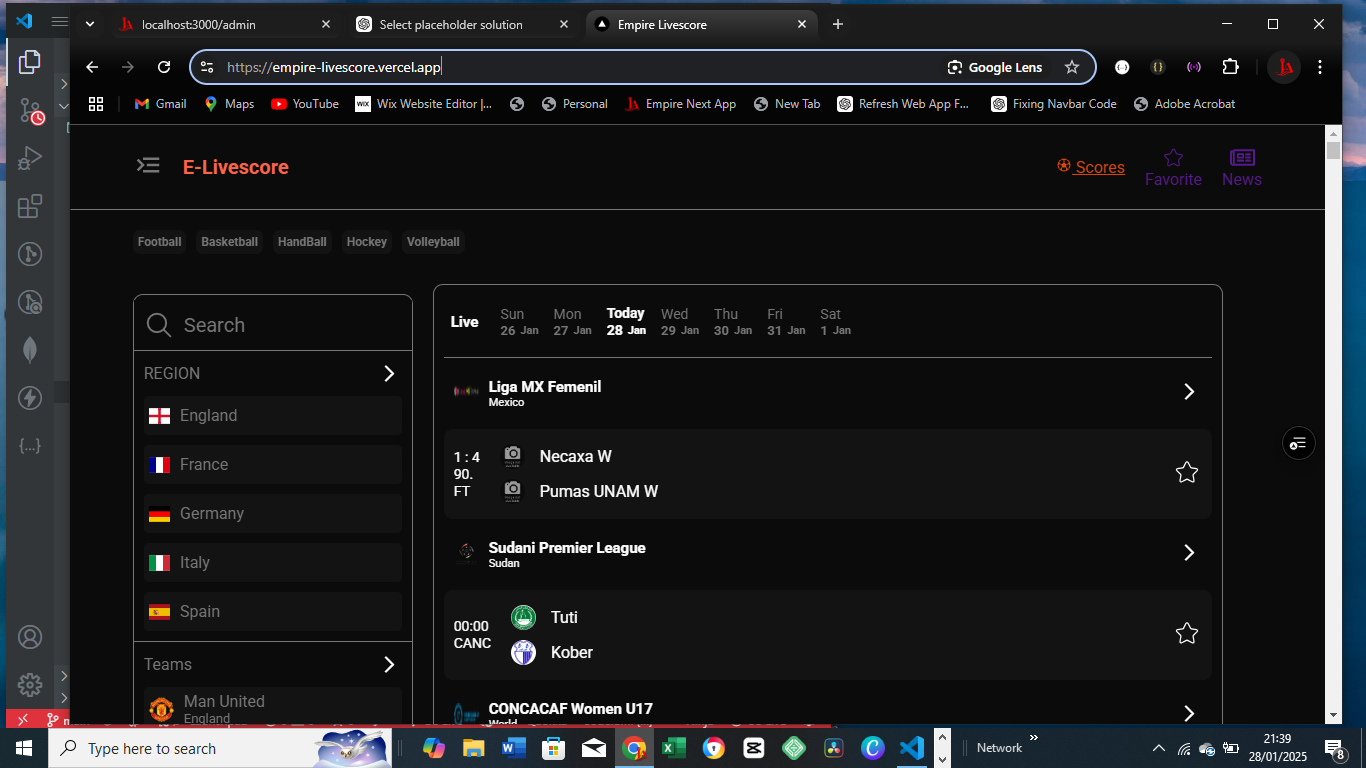 localhost:3000/admin
Select placeholder solution
Empire Livescore
https://empire-livescore.vercel.app
Google Lens
Gmail
Maps
YouTube
Wix Website Editor |...
Personal
Empire Next App
New Tab
Refresh Web App F...
Fixing Navbar Code
Adobe Acrobat
E-Livescore
Scores
Favorite
News
Football
Basketball
HandBall
Hockey
Volleyball
Search
REGION
England
France
Germany
Italy
Spain
Teams
Man United
England
Live
Sun
26 Jan
Mon
27 Jan
Today
28 Jan
Wed
29 Jan
Thu
30 Jan
Fri
31 Jan
Sat
1 Jan
Liga MX Femenil
Mexico
1 : 4
90.
FT
Necaxa W
Pumas UNAM W
Sudani Premier League
Sudan
00:00
CANC
Tuti
Kober
CONCACAF Women U17
World
Type here to search
Network
21:39
28/01/2025
8